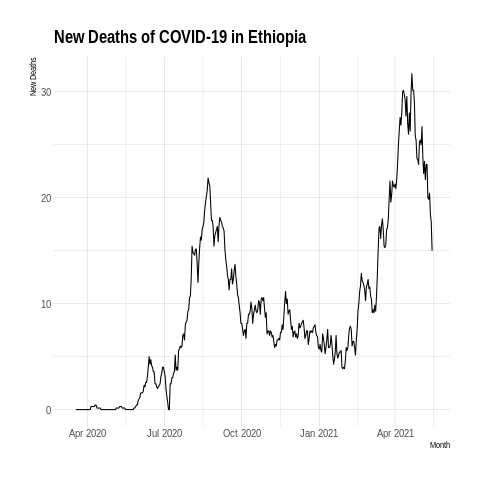 New Deaths of COVID-19 in Ethiopia
New Deaths
30
20
10
0
Apr 2020 Jul 2020 Oct 2020 Jan 2021 Apr 2021
Month